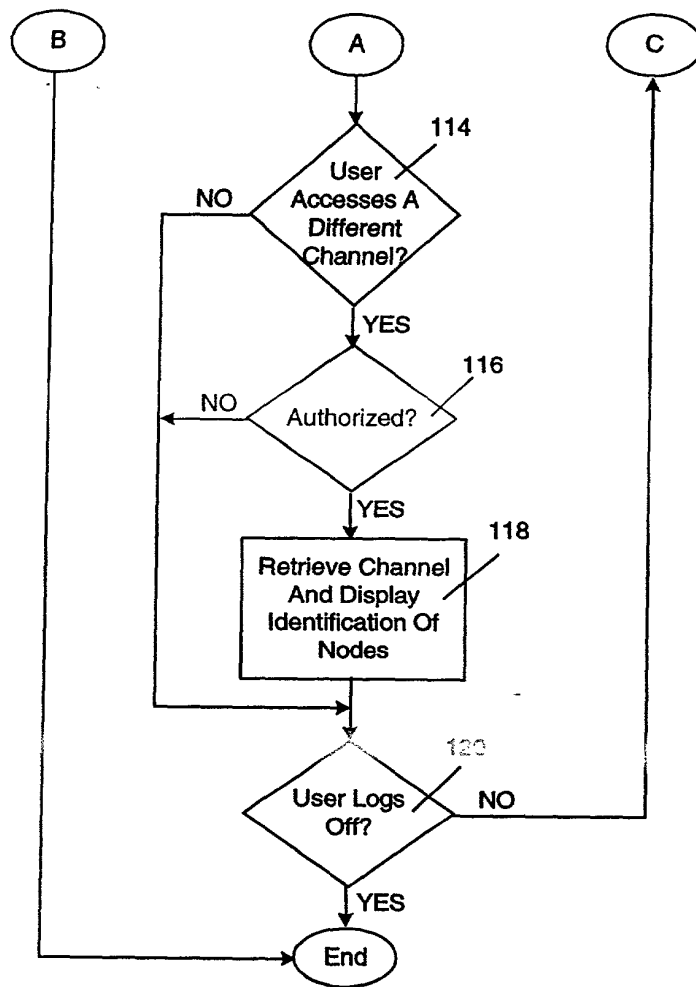 B
A
C
114
User
Accesses A
Different
Channel?
NO
YES
116
Authorized?
NO
YES
118
Retrieve Channel
And Display
Identification Of
Nodes
120
User Logs
Off?
NO
YES
End